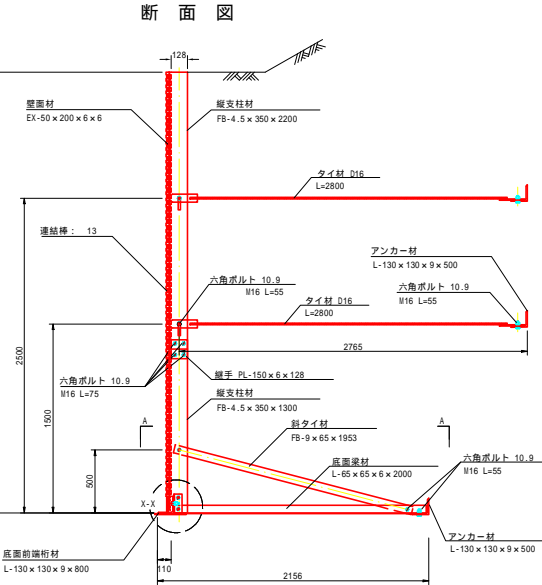 断面図
128
壁面材
EX-50×200×6×6
縦支柱材
FB-4.5×350×2200
タイ材 D16
L=2800
連結棒： 13
アンカー材
L-130×130×9×500
六角ボルト 10.9
M16 L=55
六角ボルト 10.9
M16 L=55
タイ材 D16
L=2800
2765
2500
1500
500
継手 PL-150×6×128
六角ボルト 10.9
M16 L=75
縦支柱材
FB-4.5×350×1300
A
A
斜タイ材
FB-9×65×1953
底面梁材
L-65×65×6×2000
六角ボルト 10.9
M16 L=55
X-X
アンカー材
L-130×130×9×500
底面前端桁材
L-130×130×9×800
110
2156